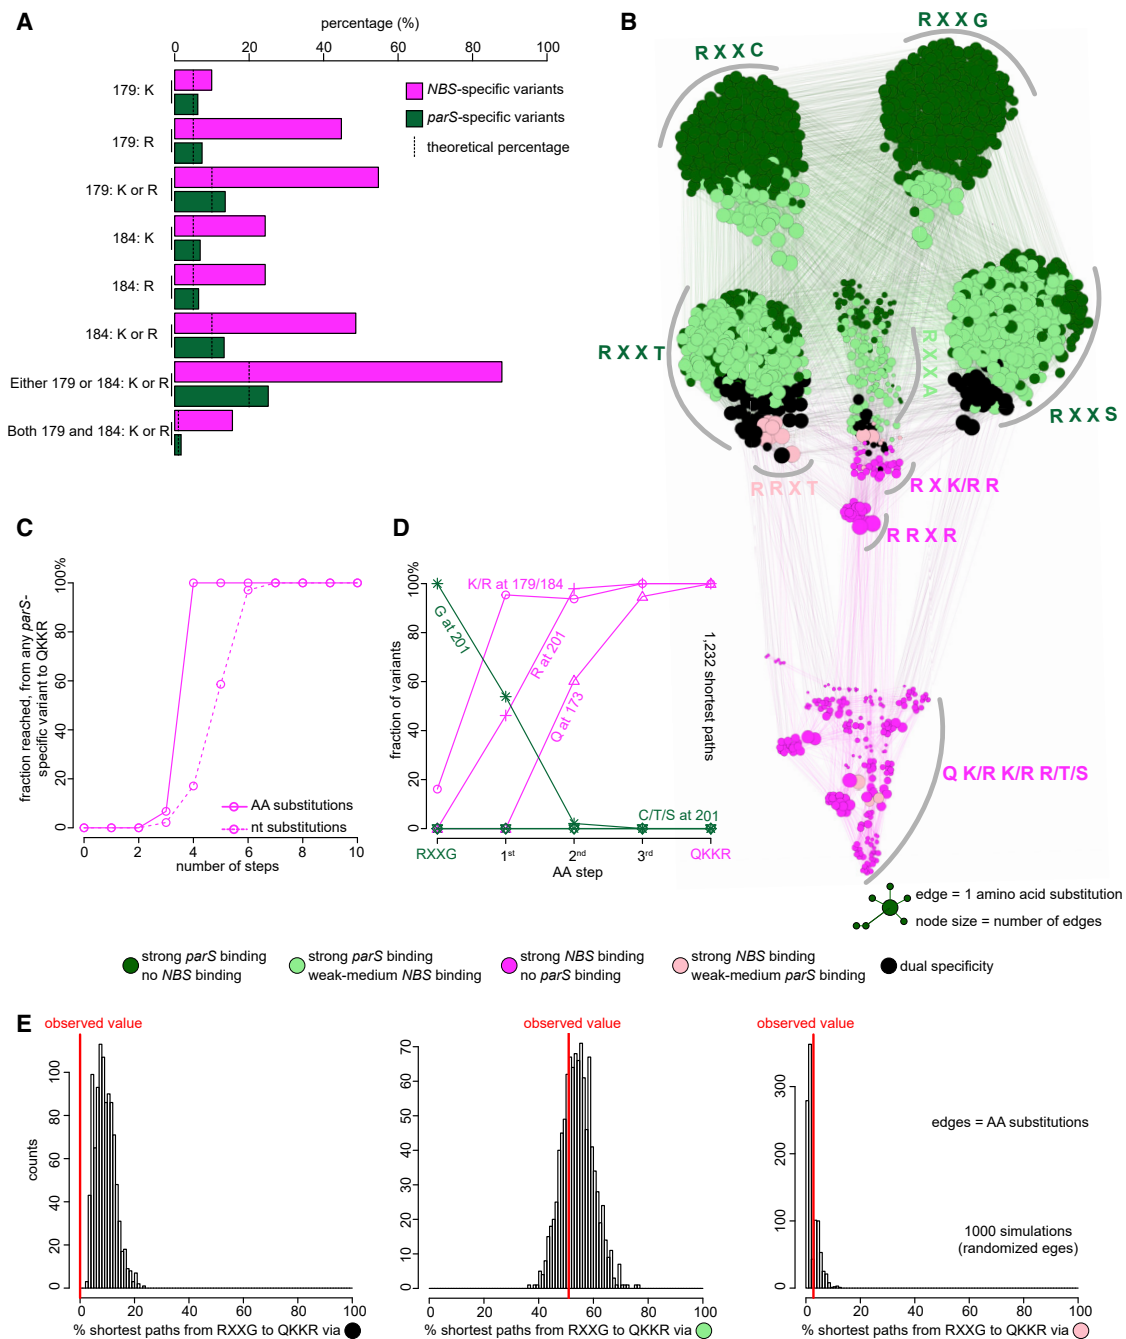 A
percentage (%)
0 20 40 60 80 100
179: K
179: R
179: K or R
184: K
184: R
184: K or R
Either 179 or 184: K or R
Both 179 and 184: K or R
NBS-specific variants
parS-specific variants
theoretical percentage
B
R X X C
R X X G
R X X T
R X X A
R X X S
R R X T
R X K/R R
R R X R
Q K/R K/R R/T/S
edge = 1 amino acid substitution
node size = number of edges
C
fraction reached, from any parS-
specific variant to QKKR
0 20 40 60 80 100%
AA substitutions
nt substitutions
0 2 4 6 8 10
number of steps
D
fraction of variants
0 20 40 60 80 100%
K/R at 179/184
G at 201
R at 201
Q at 173
C/T/S at 201
1,232 shortest paths
RXXG 1st 2nd 3rd QKKR
AA step
strong parS binding
no NBS binding
strong parS binding
weak-medium NBS binding
strong NBS binding
no parS binding
strong NBS binding
weak-medium parS binding
dual specificity
E
observed value
counts
0 20 40 60 80 100
0 20 40 60 80 100
% shortest paths from RXXG to QKKR via
observed value
0 10 20 30 40 50 60 70
0 20 40 60 80 100
% shortest paths from RXXG to QKKR via
observed value
0 100 200 300
edges = AA substitutions
1000 simulations
(randomized eges)
0 20 40 60 80 100
% shortest paths from RXXG to QKKR via